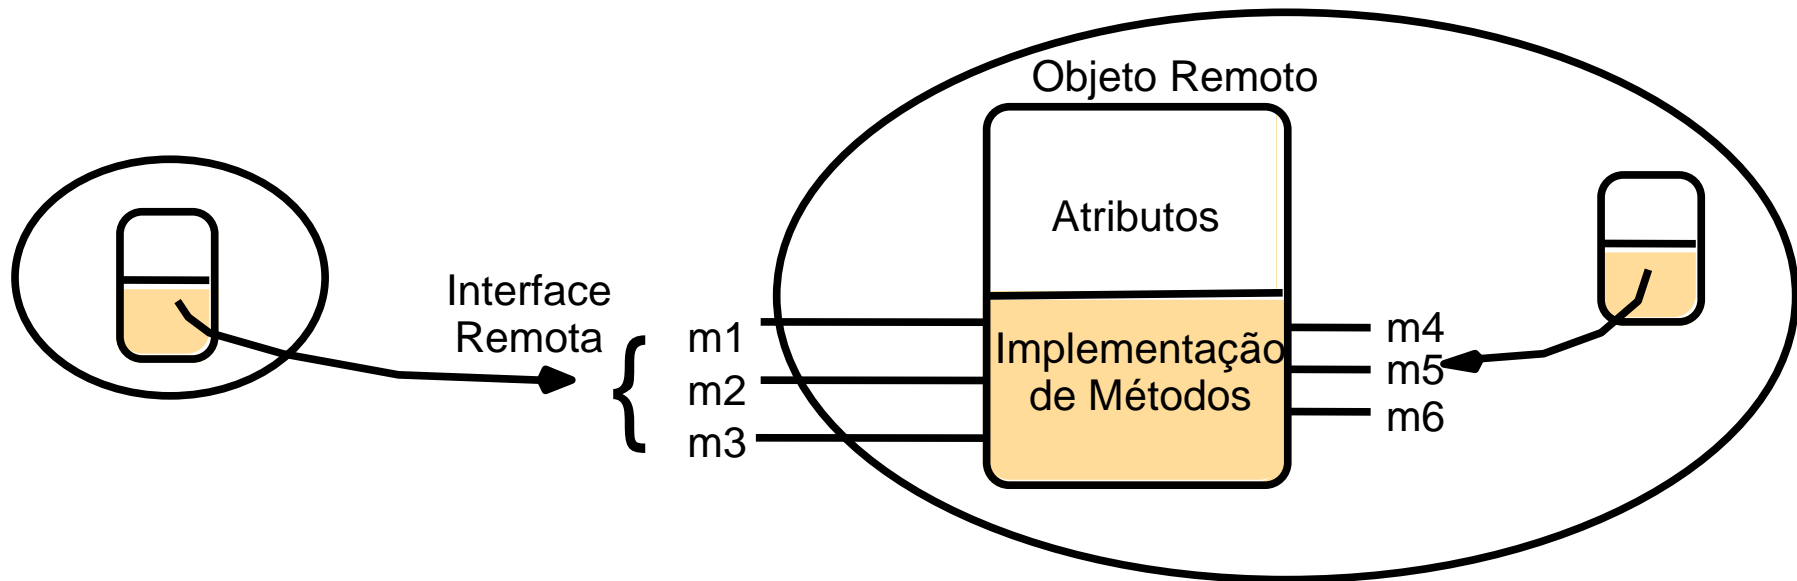 Objeto Remoto
Atributos
Interface
Remota
{
m1
m2
m3
Implementação
de Métodos
m4
m5
m6